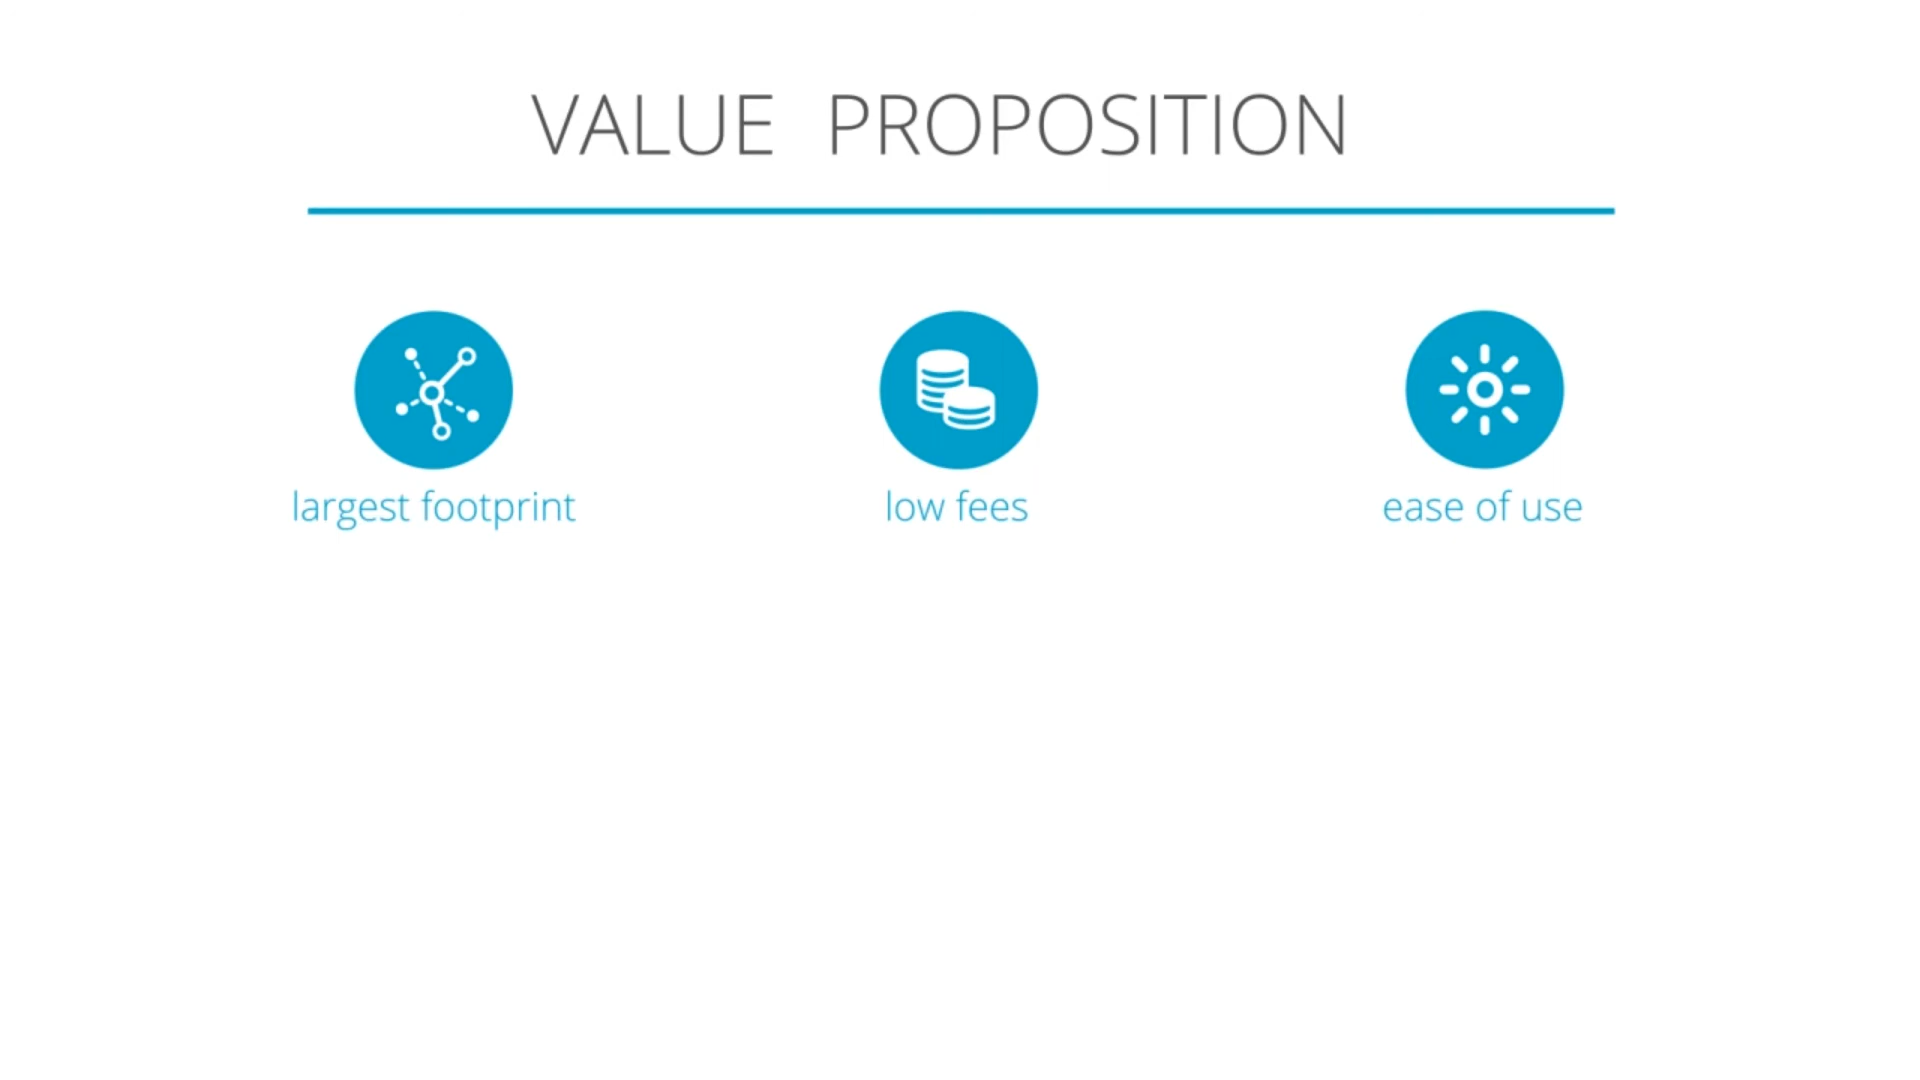 VALUE PROPOSITION
largest footprint
low fees
ease of use